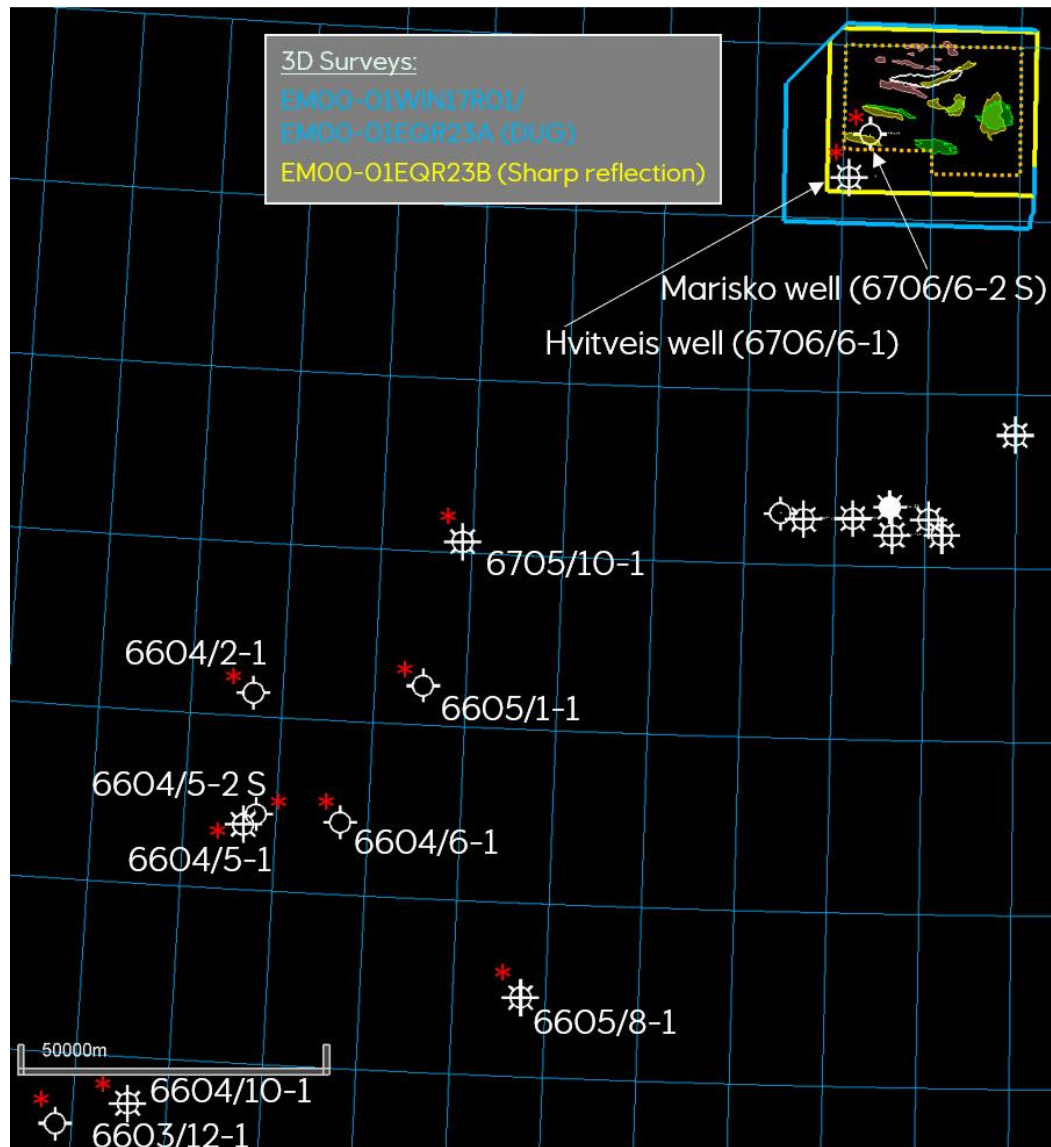 3D Surveys:
EM00-01WIN17R01/
EM00-01EQR23A (DUG)
EM00-01EQR23B (Sharp reflection)
Marisko well (6706/6-2 S)
Hvitveis well (6706/6-1)
6705/10-1
6604/2-1
6605/1-1
6604/5-2 S
6604/6-1
6604/5-1
6605/8-1
50000m
6604/10-1
6603/12-1